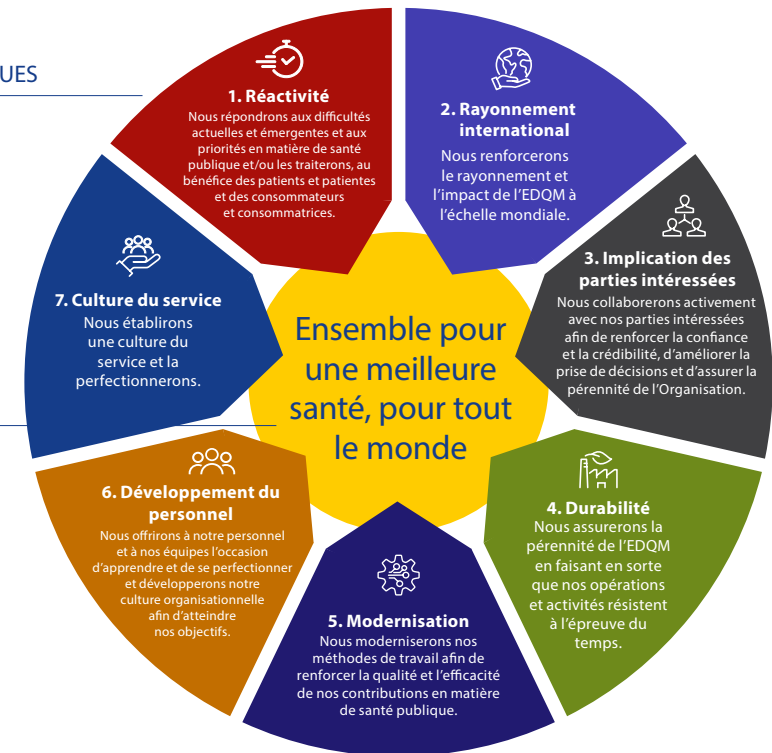 UES
1. Réactivité
Nous répondrons aux difficultés
actuelles et émergentes et aux
priorités en matière de santé
publique et/ou les traiterons, au
bénéfice des patients et patientes
et des consommateurs
et consommatrices.
2. Rayonnement
international
Nous renforcerons
le rayonnement et
l’impact de l’EDQM à
l’échelle mondiale.
3. Implication des
parties intéressées
Nous collaborerons activement
avec nos parties intéressées
afin de renforcer la confiance
et la crédibilité, d’améliorer la
prise de décisions et d’assurer la
pérennité de l’Organisation.
4. Durabilité
Nous assurerons la
pérennité de l’EDQM
en faisant en sorte
que nos opérations
et activités résistent
à l’épreuve du
temps.
5. Modernisation
Nous moderniserons nos
méthodes de travail afin de
renforcer la qualité et l’efficacité
de nos contributions en matière
de santé publique.
6. Développement du
personnel
Nous offrirons à notre personnel
et à nos équipes l’occasion
d’apprendre et de se perfectionner
et développerons notre
culture organisationnelle
afin d’atteindre
nos objectifs.
7. Culture du service
Nous établirons
une culture du
service et la
perfectionnerons.
Ensemble pour
une meilleure
santé, pour tout
le monde